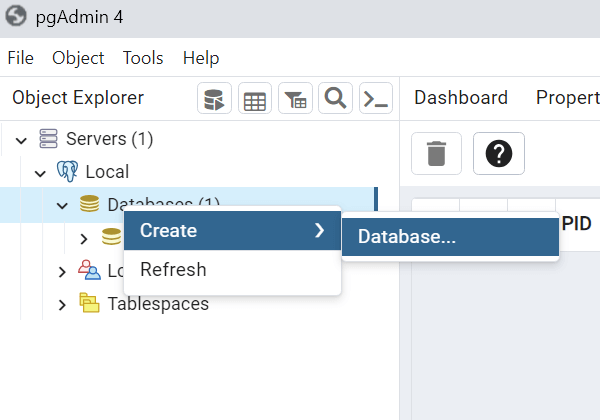 pgAdmin 4
File Object Tools Help
Object Explorer
Dashboard Propert
Servers (1)
Local
Databases (1)
Create
Database...
PID
Refresh
Lo
Tablespaces